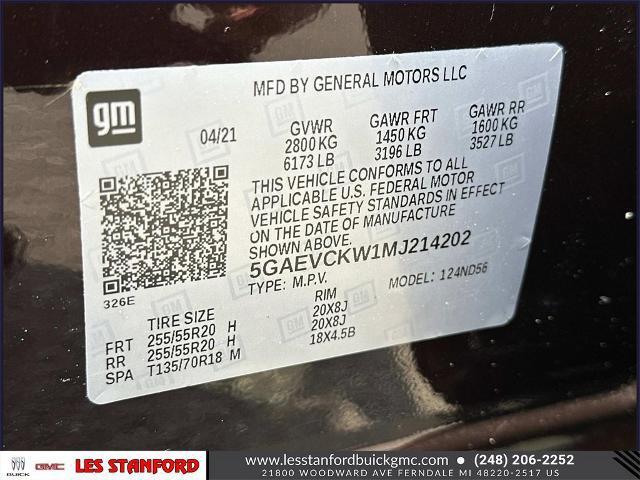 MFD BY GENERAL MOTORS LLC
gm
04/21
GVWR GAWR FRT GAWR RR
2800 KG 1450 KG 1600 KG
6173 LB 3196 LB 3527 LB
THIS VEHICLE CONFORMS TO ALL
APPLICABLE U.S. FEDERAL MOTOR
VEHICLE SAFETY STANDARDS IN EFFECT
ON THE DATE OF MANUFACTURE
SHOWN ABOVE.
5GAEVCKW1MJ214202
TYPE: M.P.V. MODEL: 124ND56
326E
TIRE SIZE RIM
FRT 255/55R20 H 20X8J
RR 255/55R20 H 20X8J
SPA T135/70R18 M 18X4.5B
BUICK GMC LES STANFORD
www.lesstanfordbuickgmc.com (248) 206-2252
21800 WOODWARD AVE FERNDALE MI 48220-2517 US